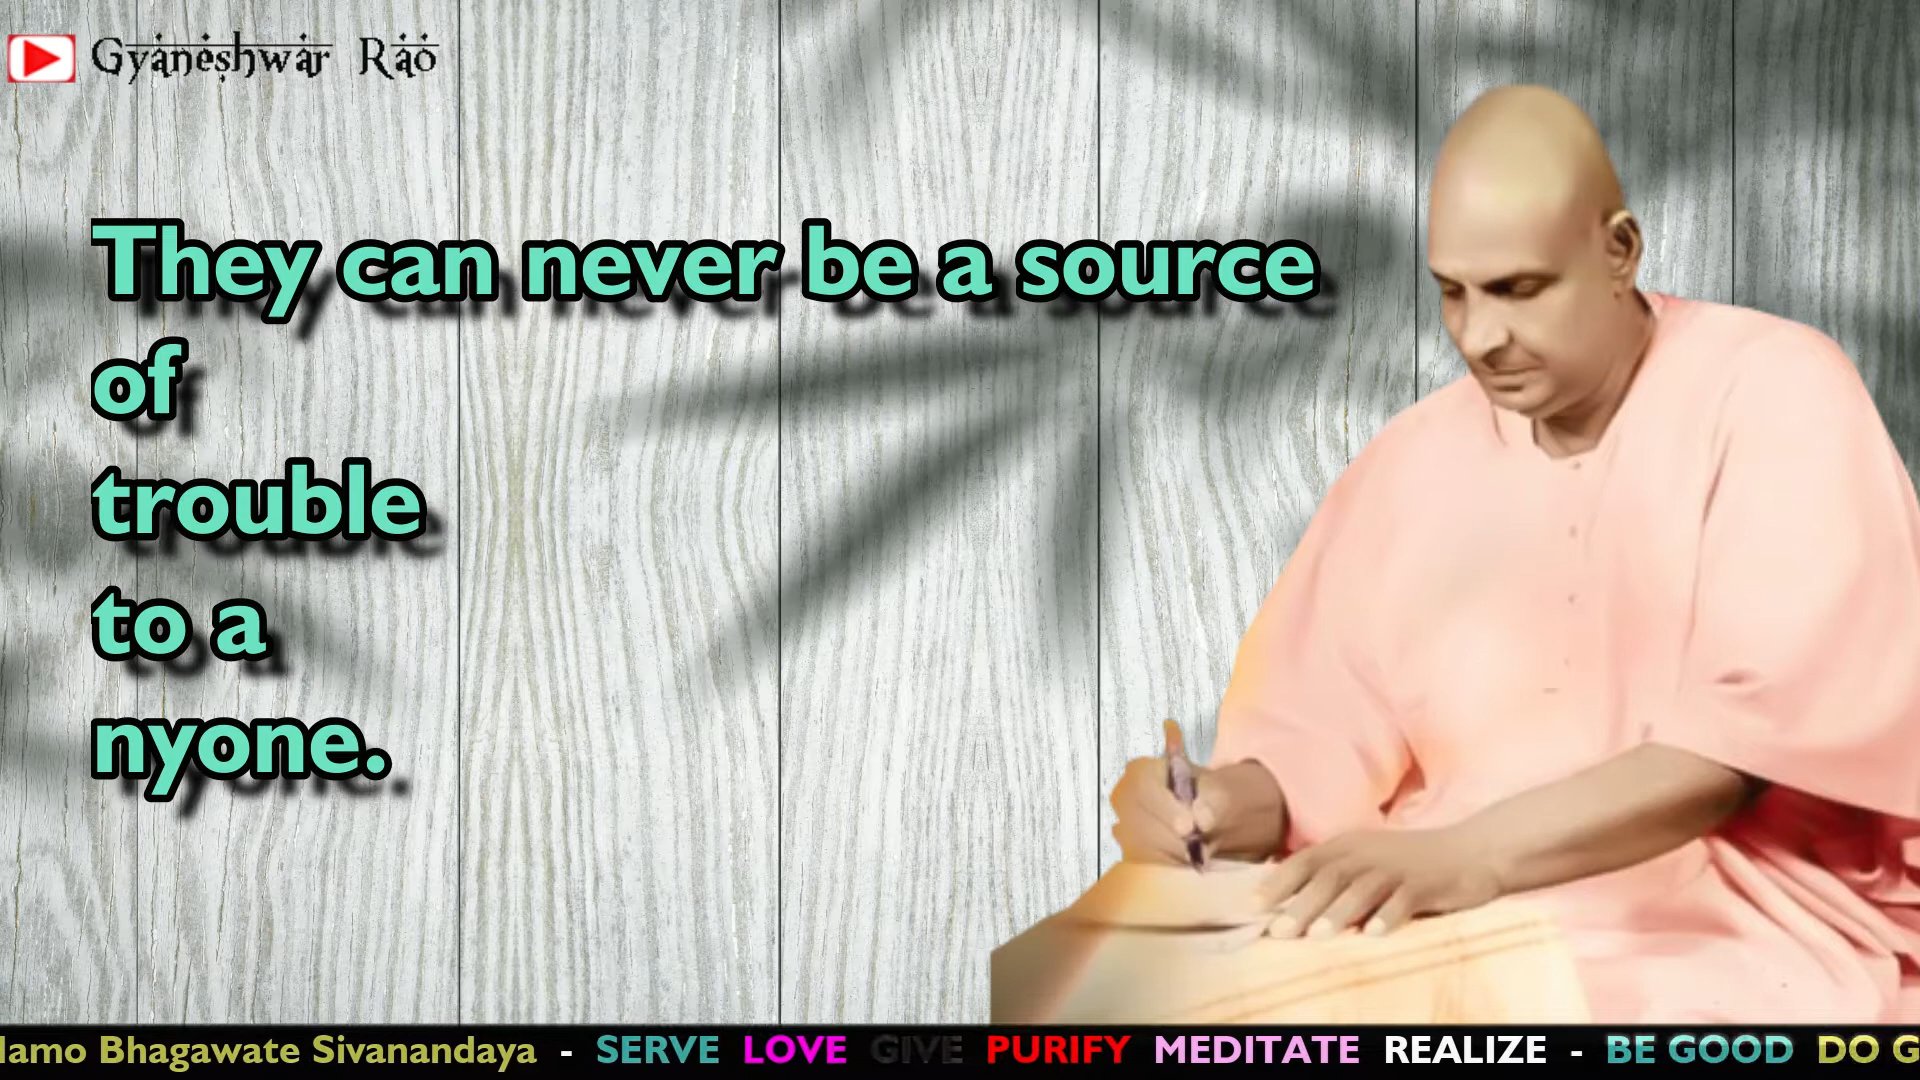 Gyaneshwar Rao
They can never be a source
of
trouble
to a
nyone.
Bhagawate Sivanandaya - SERVE LOVE GIVE PURIFY MEDITATE REALIZE - BE GOOD DO